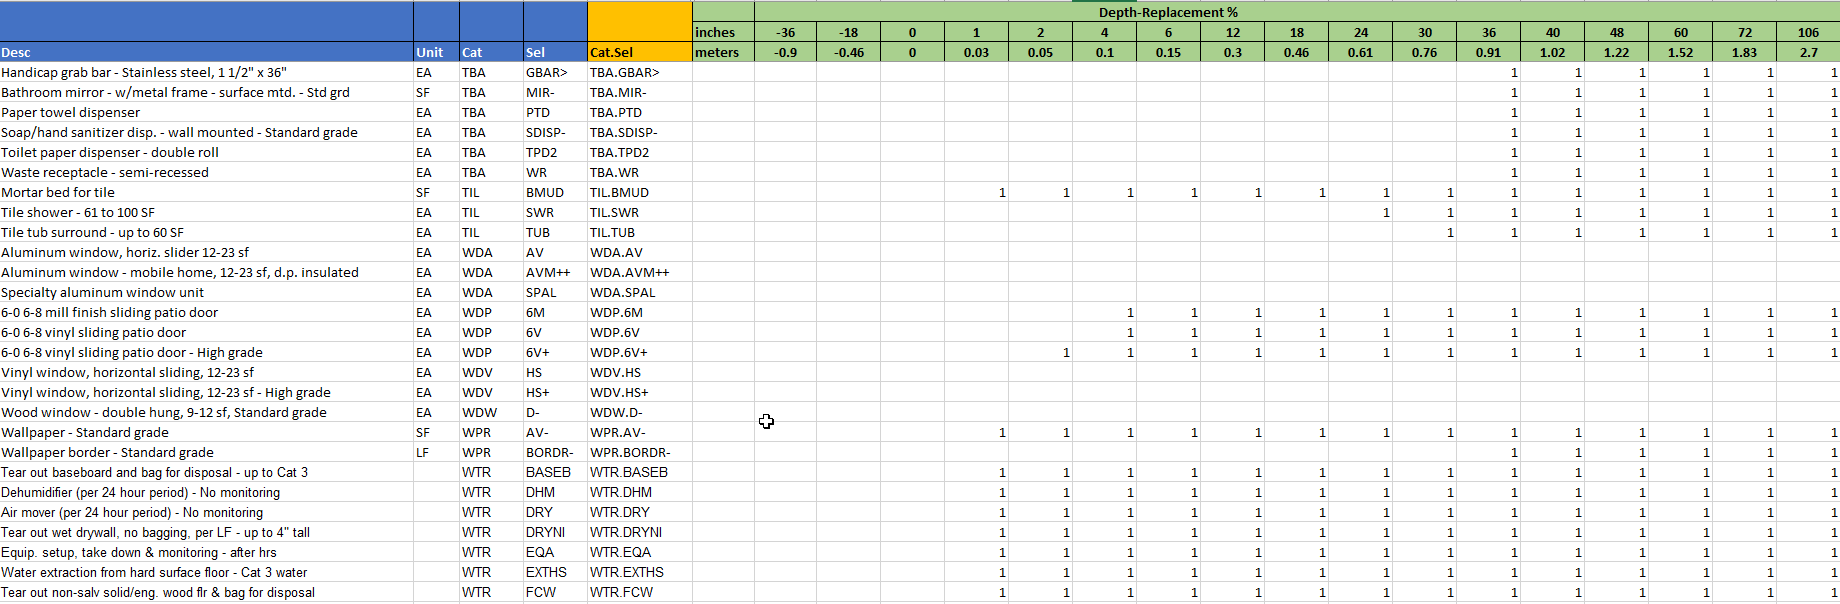 Depth-Replacement %
inches -36 -18 0 1 2 4 6 12 18 24 30 36 40 48 60 72 106
Desc Unit Cat Sel Cat.Sel meters -0.9 -0.46 0 0.03 0.05 0.1 0.15 0.3 0.46 0.61 0.76 0.91 1.02 1.22 1.52 1.83 2.7
Handicap grab bar - Stainless steel, 1 1/2" x 36" EA TBA GBAR> TBA.GBAR> 1 1 1 1 1 1
Bathroom mirror - w/metal frame - surface mtd. - Std grd SF TBA MIR- TBA.MIR- 1 1 1 1 1 1
Paper towel dispenser EA TBA PTD TBA.PTD 1 1 1 1 1 1
Soap/hand sanitizer disp. - wall mounted - Standard grade EA TBA SDISP- TBA.SDISP- 1 1 1 1 1 1
Toilet paper dispenser - double roll EA TBA TPD2 TBA.TPD2 1 1 1 1 1 1
Waste receptacle - semi-recessed EA TBA WR TBA.WR 1 1 1 1 1 1
Mortar bed for tile SF TIL BMUD TIL.BMUD 1 1 1 1 1 1 1 1 1 1 1 1 1 1
Tile shower - 61 to 100 SF EA TIL SWR TIL.SWR 1 1 1 1 1 1 1 1
Tile tub surround - up to 60 SF EA TIL TUB TIL.TUB 1 1 1 1 1 1 1
Aluminum window, horiz. slider 12-23 sf EA WDA AV WDA.AV
Aluminum window - mobile home, 12-23 sf, d.p. insulated EA WDA AVM++ WDA.AVM++
Specialty aluminum window unit EA WDA SPAL WDA.SPAL
6-0 6-8 mill finish sliding patio door EA WDP 6M WDP.6M 1 1 1 1 1 1 1 1 1 1 1 1
6-0 6-8 vinyl sliding patio door EA WDP 6V WDP.6V 1 1 1 1 1 1 1 1 1 1 1 1
6-0 6-8 vinyl sliding patio door - High grade EA WDP 6V+ WDP.6V+ 1 1 1 1 1 1 1 1 1 1 1 1 1
Vinyl window, horizontal sliding, 12-23 sf EA WDV HS WDV.HS
Vinyl window, horizontal sliding, 12-23 sf - High grade EA WDV HS+ WDV.HS+
Wood window - double hung, 9-12 sf, Standard grade EA WDW D- WDW.D-
Wallpaper - Standard grade SF WPR AV- WPR.AV- 1 1 1 1 1 1 1 1 1 1 1 1 1 1
Wallpaper border - Standard grade LF WPR BORDR- WPR.BORDR- 1 1 1 1 1 1
Tear out baseboard and bag for disposal - up to Cat 3 WTR BASEB WTR.BASEB 1 1 1 1 1 1 1 1 1 1 1 1 1 1
Dehumidifier (per 24 hour period) - No monitoring WTR DHM WTR.DHM 1 1 1 1 1 1 1 1 1 1 1 1 1 1
Air mover (per 24 hour period) - No monitoring WTR DRY WTR.DRY 1 1 1 1 1 1 1 1 1 1 1 1 1 1
Tear out wet drywall, no bagging, per LF - up to 4" tall WTR DRYNI WTR.DRYNI 1 1 1 1 1 1 1 1 1 1 1 1 1 1
Equip. setup, take down & monitoring - after hrs WTR EQA WTR.EQA 1 1 1 1 1 1 1 1 1 1 1 1 1 1
Water extraction from hard surface floor - Cat 3 water WTR EXTHS WTR.EXTHS 1 1 1 1 1 1 1 1 1 1 1 1 1 1
Tear out non-salv solid/eng. wood flr & bag for disposal WTR FCW WTR.FCW 1 1 1 1 1 1 1 1 1 1 1 1 1 1